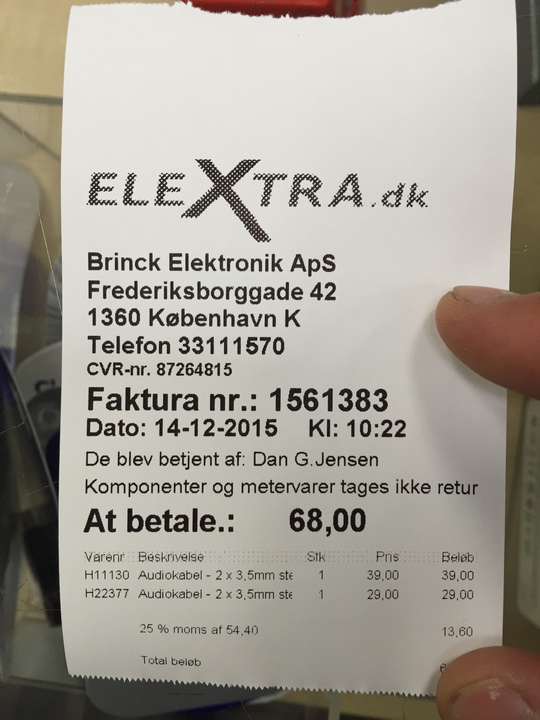 ELEXTRA.dk
Brinck Elektronik ApS
Frederiksborggade 42
1360 København K
Telefon 33111570
CVR-nr. 87264815
Faktura nr.: 1561383
Dato: 14-12-2015 Kl: 10:22
De blev betjent af: Dan G.Jensen
Komponenter og metervarer tages ikke retur
At betale.: 68,00
Varenr Beskrivelse Stk Pris Beløb
H11130 Audiokabel - 2 x 3,5mm ste 1 39,00 39,00
H22377 Audiokabel - 2 x 3,5mm ste 1 29,00 29,00
25 % moms af 54,40 13,60
Total beløb